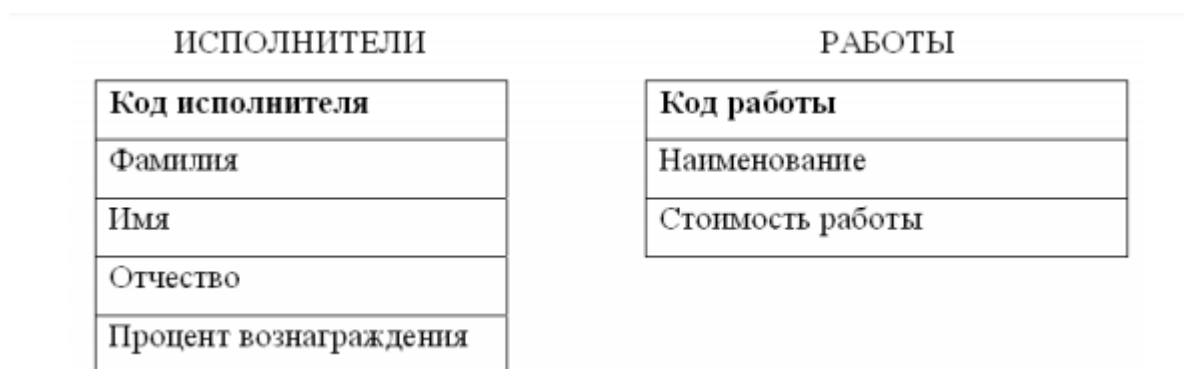 ИСПОЛНИТЕЛИ
Код исполнителя
Фамилия
Имя
Отчество
Процент вознаграждения
РАБОТЫ
Код работы
Наименование
Стоимость работы